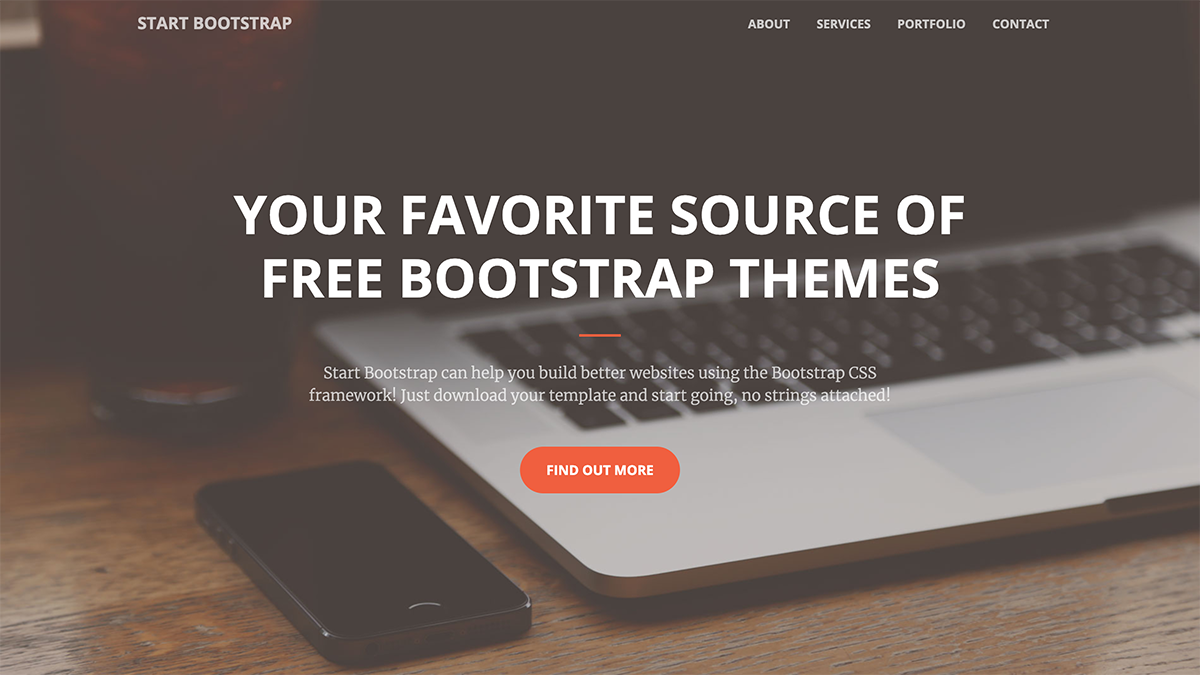 START BOOTSTRAP
ABOUT SERVICES PORTFOLIO CONTACT
YOUR FAVORITE SOURCE OF
FREE BOOTSTRAP THEMES
Start Bootstrap can help you build better websites using the Bootstrap CSS
framework! Just download your template and start going, no strings attached!
FIND OUT MORE